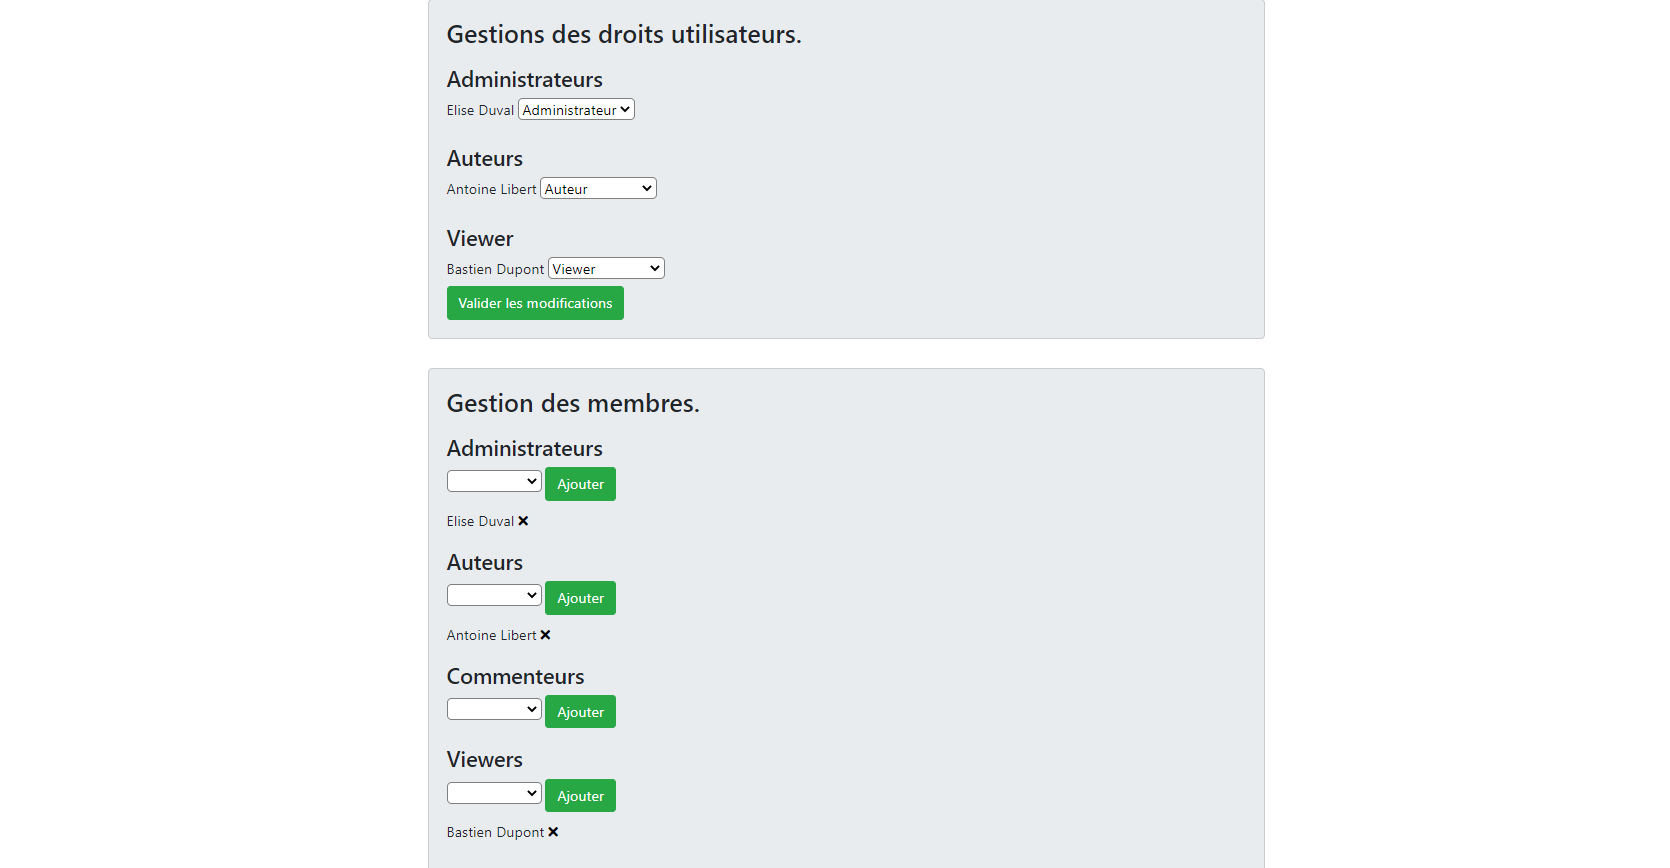 Gestions des droits utilisateurs.
Administrateurs
Elise Duval Administrateur
Auteurs
Antoine Libert Auteur
Viewer
Bastien Dupont Viewer
Valider les modifications
Gestion des membres.
Administrateurs
Ajouter
Elise Duval
Auteurs
Ajouter
Antoine Libert
Commenteurs
Ajouter
Viewers
Ajouter
Bastien Dupont